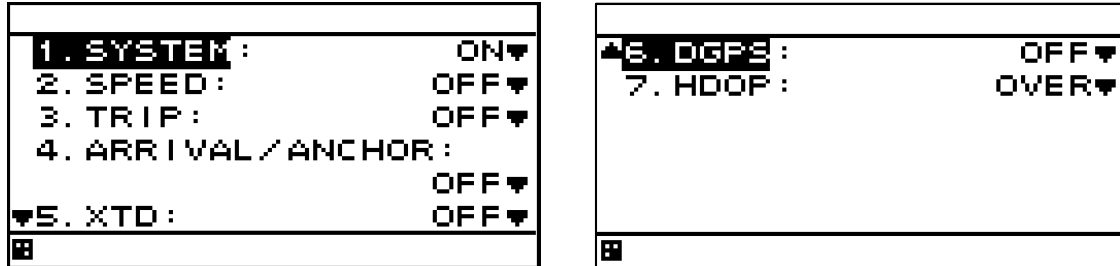 1. SYSTEM: ON▼
2. SPEED: OFF▼
3. TRIP: OFF▼
4. ARRIVAL/ANCHOR:
OFF▼
▼5. XTD: OFF▼
▲6. DGPS: OFF▼
7. HDOP: OVER▼